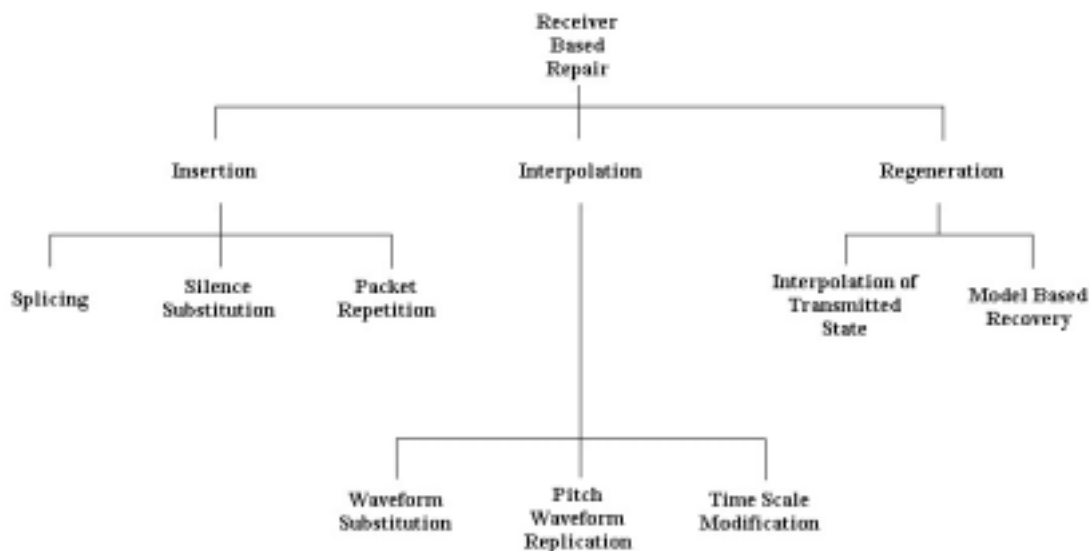 Receiver
Based
Repair
Insertion
Interpolation
Regeneration
Splicing
Silence
Substitution
Packet
Repetition
Interpolation of
Transmitted
State
Model Based
Recovery
Waveform
Substitution
Pitch
Waveform
Replication
Time Scale
Modification